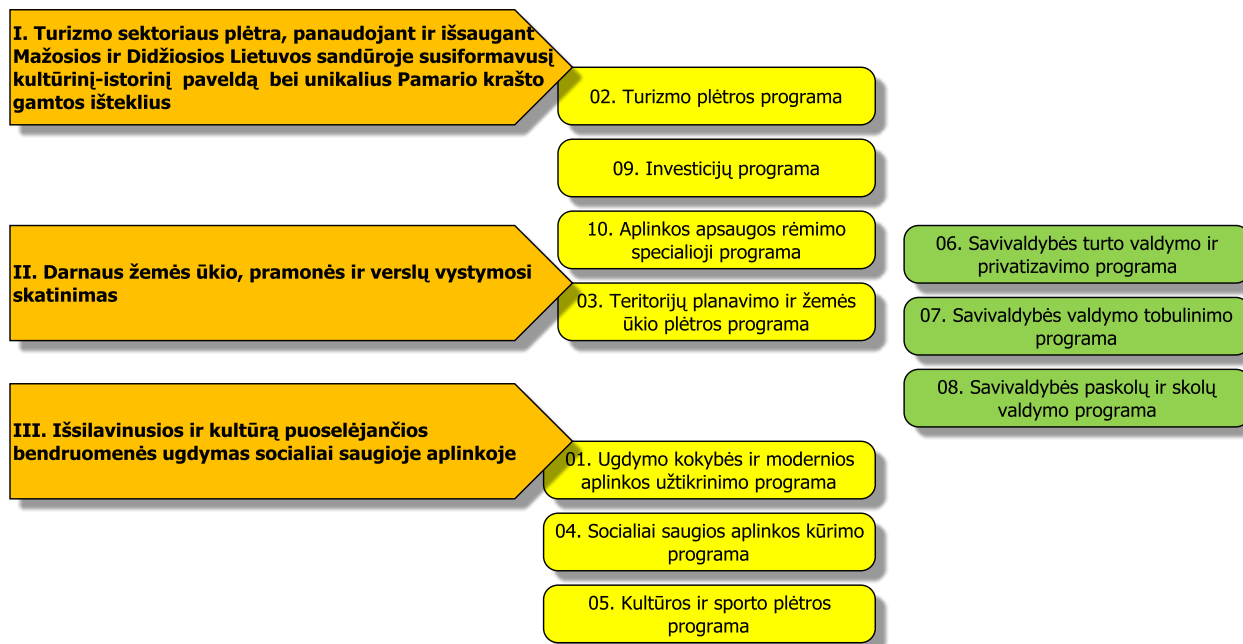 I. Turizmo sektoriaus plėtra, panaudojant ir išsaugant
Mažosios ir Didžiosios Lietuvos sandūroje susiformavusį
kultūrinį-istorinį paveldą bei unikalius Pamario krašto
gamtos išteklius
02. Turizmo plėtros programa
09. Investicijų programa
10. Aplinkos apsaugos rėmimo
specialioji programa
II. Darnaus žemės ūkio, pramonės ir verslų vystymosi
skatinimas
03. Teritorijų planavimo ir žemės
ūkio plėtros programa
06. Savivaldybės turto valdymo ir
privatizavimo programa
07. Savivaldybės valdymo tobulinimo
programa
08. Savivaldybės paskolų ir skolų
valdymo programa
III. Išsilavinusios ir kultūrą puoselėjančios
bendruomenės ugdymas socialiai saugioje aplinkoje
01. Ugdymo kokybės ir modernios
aplinkos užtikrinimo programa
04. Socialiai saugios aplinkos kūrimo
programa
05. Kultūros ir sporto plėtros
programa